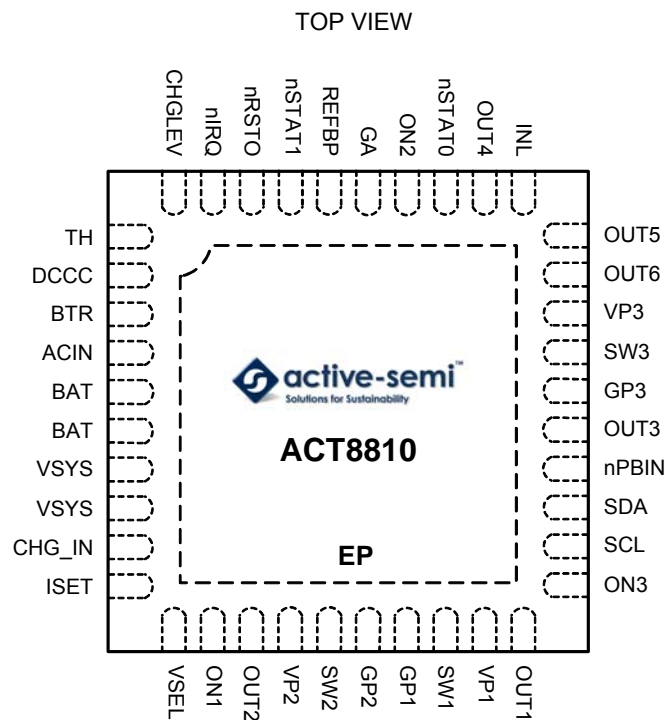 TOP VIEW
CHGLEV
nIRQ
nRSTO
nSTAT1
REFBP
GA
ON2
nSTAT0
OUT4
INL
TH
DCCC
BTR
ACIN
BAT
BAT
VSYS
VSYS
CHG_IN
ISET
OUT5
OUT6
VP3
SW3
GP3
OUT3
nPBIN
SDA
SCL
ON3
active-semi™
Solutions for Sustainability
ACT8810
EP
VSEL
ON1
OUT2
VP2
SW2
GP2
GP1
SW1
VP1
OUT1